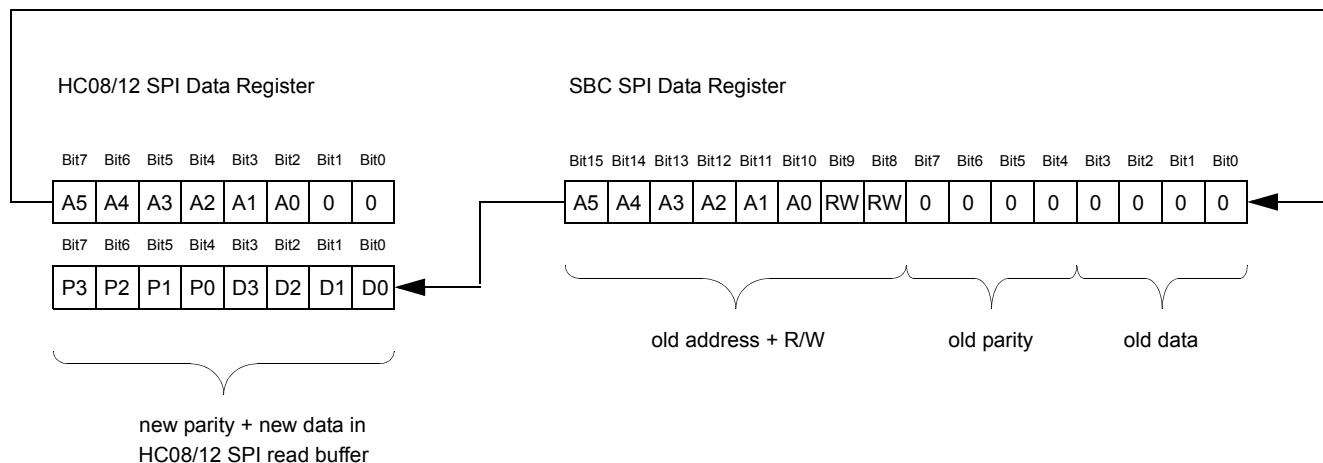 HC08/12 SPI Data Register SBC SPI Data Register
Bit7 Bit6 Bit5 Bit4 Bit3 Bit2 Bit1 Bit0 Bit15 Bit14 Bit13 Bit12 Bit11 Bit10 Bit9 Bit8 Bit7 Bit6 Bit5 Bit4 Bit3 Bit2 Bit1 Bit0
A5 A4 A3 A2 A1 A0 0 0 A5 A4 A3 A2 A1 A0 RW RW 0 0 0 0 0 0 0 0
Bit7 Bit6 Bit5 Bit4 Bit3 Bit2 Bit1 Bit0
P3 P2 P1 P0 D3 D2 D1 D0
old address + R/W old parity old data
new parity + new data in
HC08/12 SPI read buffer